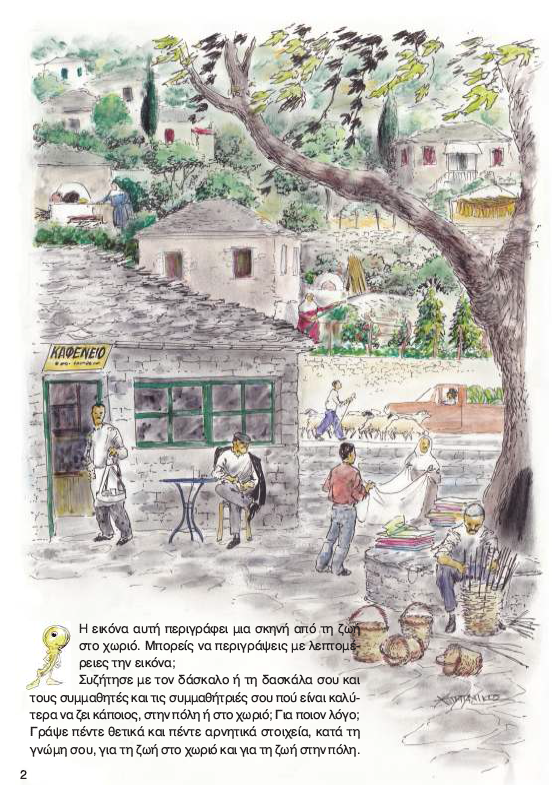 ΚΑΦΕΝΕΙΟ
Η εικόνα αυτή περιγράφει μια σκηνή από τη ζωή
στο χωριό. Μπορείς να περιγράψεις με λεπτομέ-
ρειες την εικόνα;
Συζήτησε με τον δάσκαλο ή τη δασκάλα σου και
τους συμμαθητές και τις συμμαθήτριές σου πού είναι καλύ-
τερα να ζει κάποιος, στην πόλη ή στο χωριό; Για ποιον λόγο;
Γράψε πέντε θετικά και πέντε αρνητικά στοιχεία, κατά τη
γνώμη σου, για τη ζωή στο χωριό και για τη ζωή στην πόλη.
2